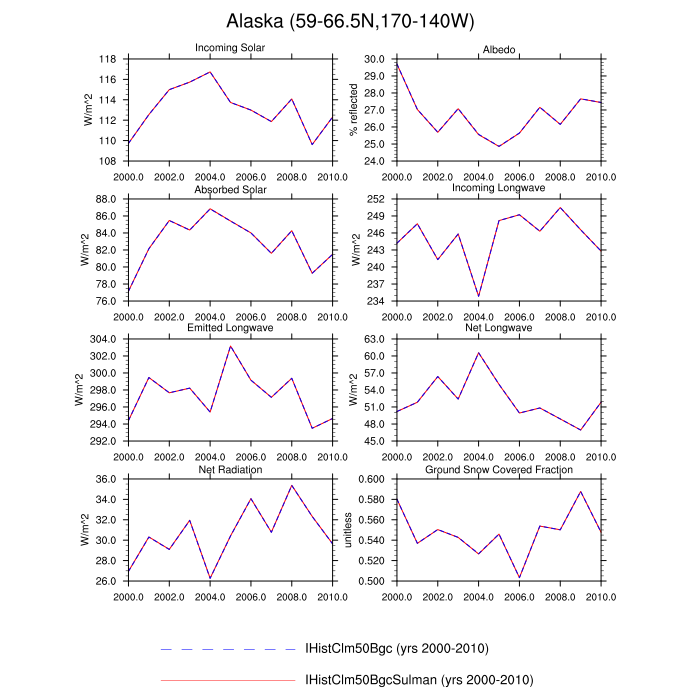 Alaska (59-66.5N,170-140W)
Incoming Solar
W/m^2
118
116
114
112
110
108
2000.0 2002.0 2004.0 2006.0 2008.0 2010.0
Albedo
% reflected
30.0
29.0
28.0
27.0
26.0
25.0
24.0
2000.0 2002.0 2004.0 2006.0 2008.0 2010.0
Absorbed Solar
W/m^2
88.0
86.0
84.0
82.0
80.0
78.0
76.0
2000.0 2002.0 2004.0 2006.0 2008.0 2010.0
Incoming Longwave
W/m^2
252
249
246
243
240
237
234
2000.0 2002.0 2004.0 2006.0 2008.0 2010.0
Emitted Longwave
W/m^2
304.0
302.0
300.0
298.0
296.0
294.0
292.0
2000.0 2002.0 2004.0 2006.0 2008.0 2010.0
Net Longwave
W/m^2
63.0
60.0
57.0
54.0
51.0
48.0
45.0
2000.0 2002.0 2004.0 2006.0 2008.0 2010.0
Net Radiation
W/m^2
36.0
34.0
32.0
30.0
28.0
26.0
2000.0 2002.0 2004.0 2006.0 2008.0 2010.0
Ground Snow Covered Fraction
unitless
0.600
0.580
0.560
0.540
0.520
0.500
2000.0 2002.0 2004.0 2006.0 2008.0 2010.0
IHistClm50Bgc (yrs 2000-2010)
IHistClm50BgcSulman (yrs 2000-2010)